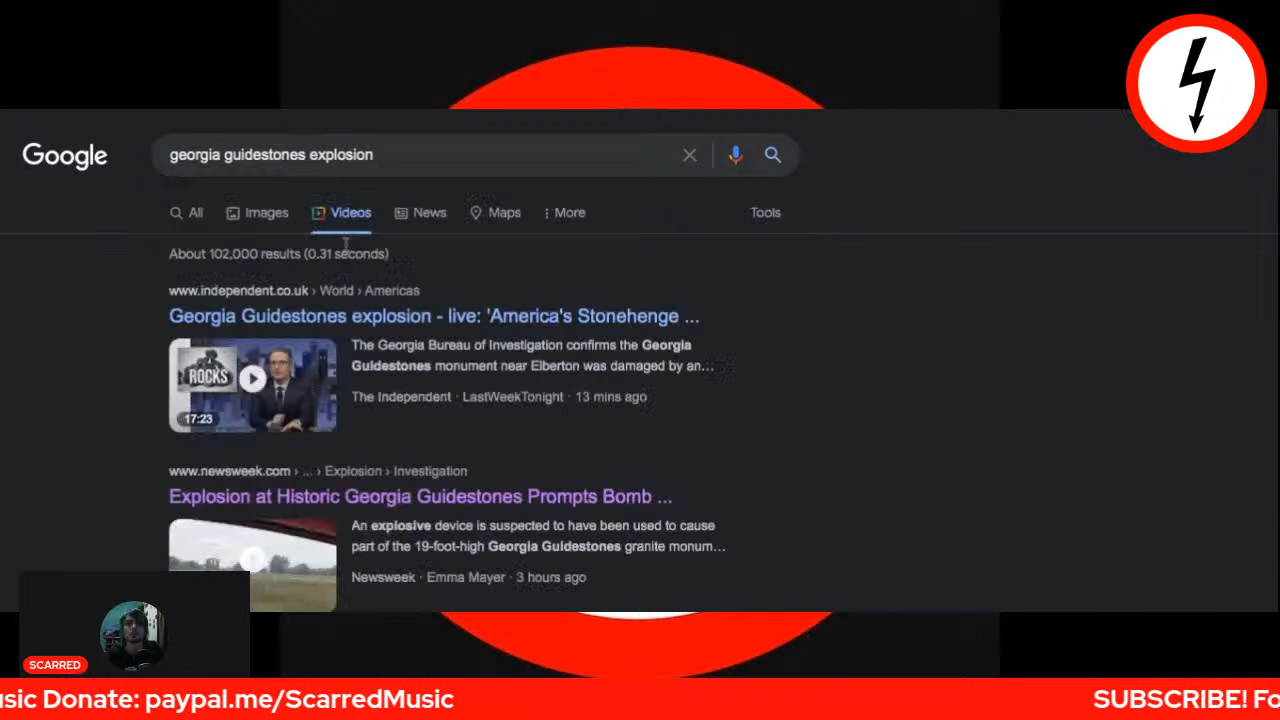 Google
georgia guidestones explosion
All Images Videos News Maps More Tools
About 102,000 results (0.31 seconds)
www.independent.co.uk › World › Americas
Georgia Guidestones explosion - live: 'America's Stonehenge ...
ROCKS
17:23
The Georgia Bureau of Investigation confirms the Georgia
Guidestones monument near Elberton was damaged by an...
The Independent · LastWeekTonight · 13 mins ago
www.newsweek.com › ... › Explosion › Investigation
Explosion at Historic Georgia Guidestones Prompts Bomb ...
An explosive device is suspected to have been used to cause
part of the 19-foot-high Georgia Guidestones granite monum...
Newsweek · Emma Mayer · 3 hours ago
SCARRED
usic Donate: paypal.me/ScarredMusic SUBSCRIBE! Fo